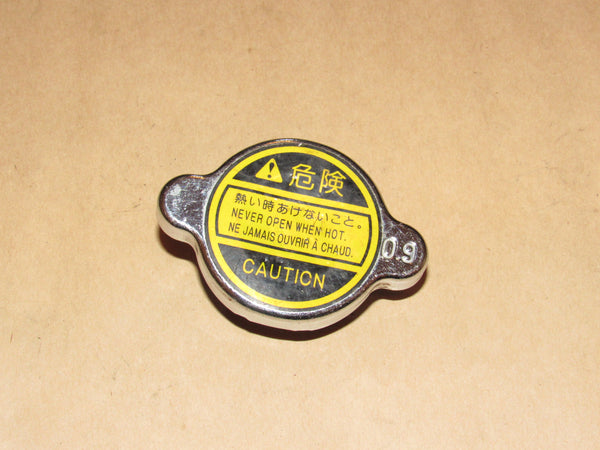 危険
熱い時あけないこと。
NEVER OPEN WHEN HOT.
NE JAMAIS OUVRIR À CHAUD.
CAUTION
0.9